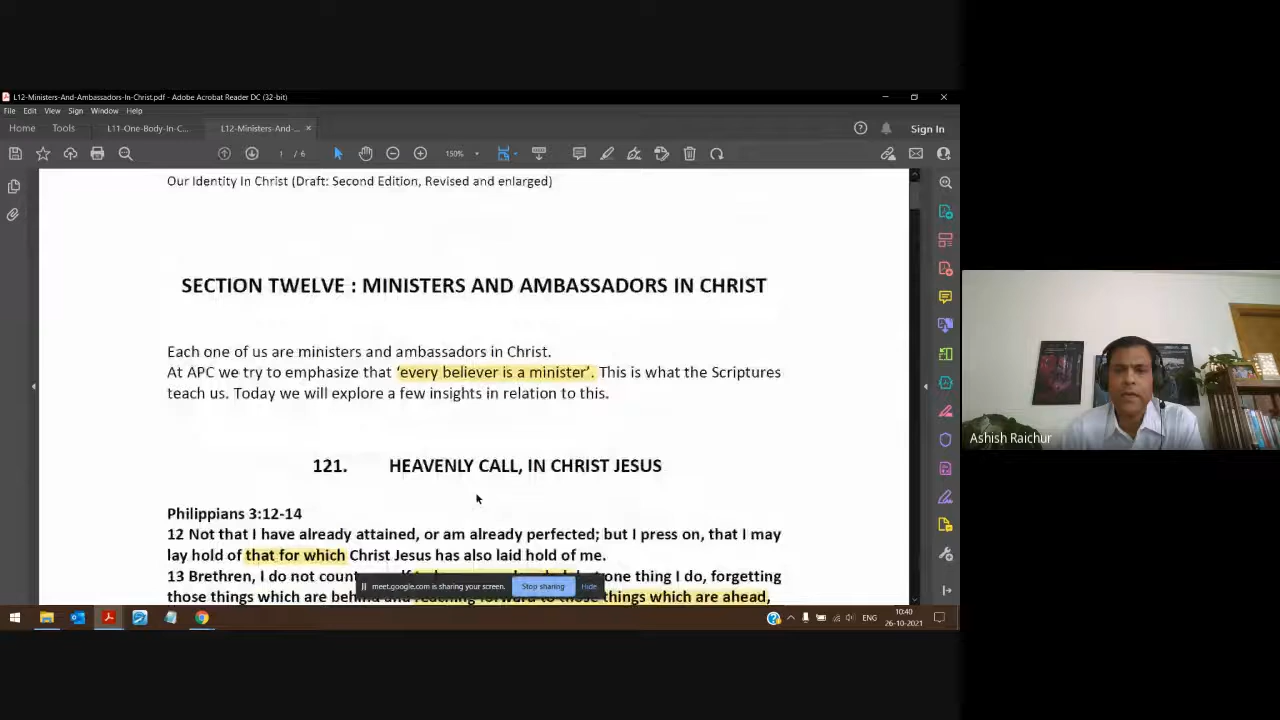 L12-Ministers-And-Ambassadors-In-Christ.pdf - Adobe Acrobat Reader DC (32-bit)
File Edit View Sign Window Help
Home Tools L11-One-Body-In-C... L12-Ministers-And-... ×
Sign In
1 / 6
150%
Our Identity In Christ (Draft: Second Edition, Revised and enlarged)
SECTION TWELVE : MINISTERS AND AMBASSADORS IN CHRIST
Each one of us are ministers and ambassadors in Christ.
At APC we try to emphasize that ‘every believer is a minister’. This is what the Scriptures
teach us. Today we will explore a few insights in relation to this.
121. HEAVENLY CALL, IN CHRIST JESUS
Philippians 3:12-14
12 Not that I have already attained, or am already perfected; but I press on, that I may
lay hold of that for which Christ Jesus has also laid hold of me.
13 Brethren, I do not count one thing I do, forgetting
those things which are behind and reaching forward to those things which are ahead,
meet.google.com is sharing your screen. Stop sharing Hide
Ashish Raichur
ENG
10:40
26-10-2021